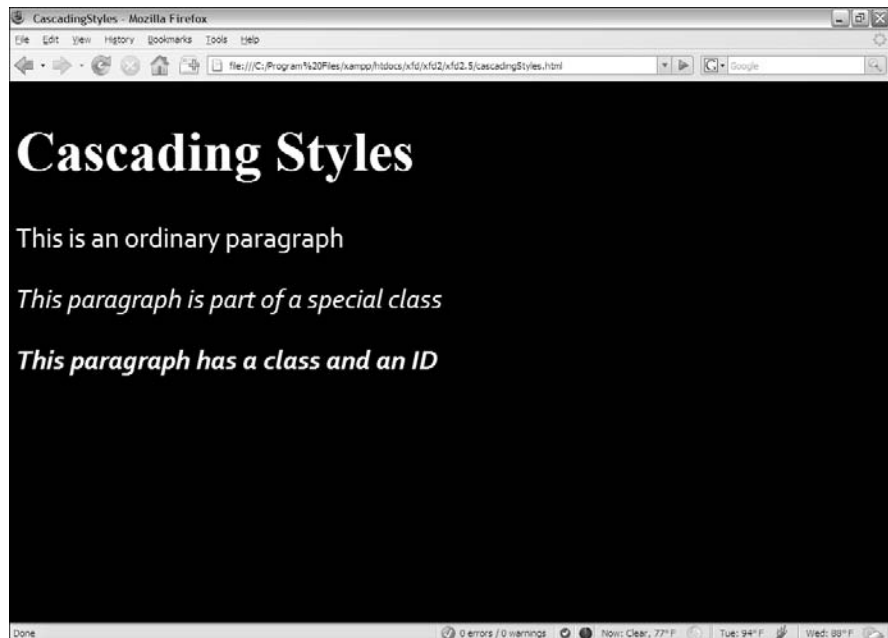 CascadingStyles - Mozilla Firefox
File Edit View History Bookmarks Tools Help
file:///C:/Program%20Files/xampp/htdocs/xfd/xfd2/xfd2.5/cascadingStyles.html
G Google
Cascading Styles
This is an ordinary paragraph
This paragraph is part of a special class
This paragraph has a class and an ID
Done 0 errors / 0 warnings Now: Clear, 77° F Tue: 94° F Wed: 88° F